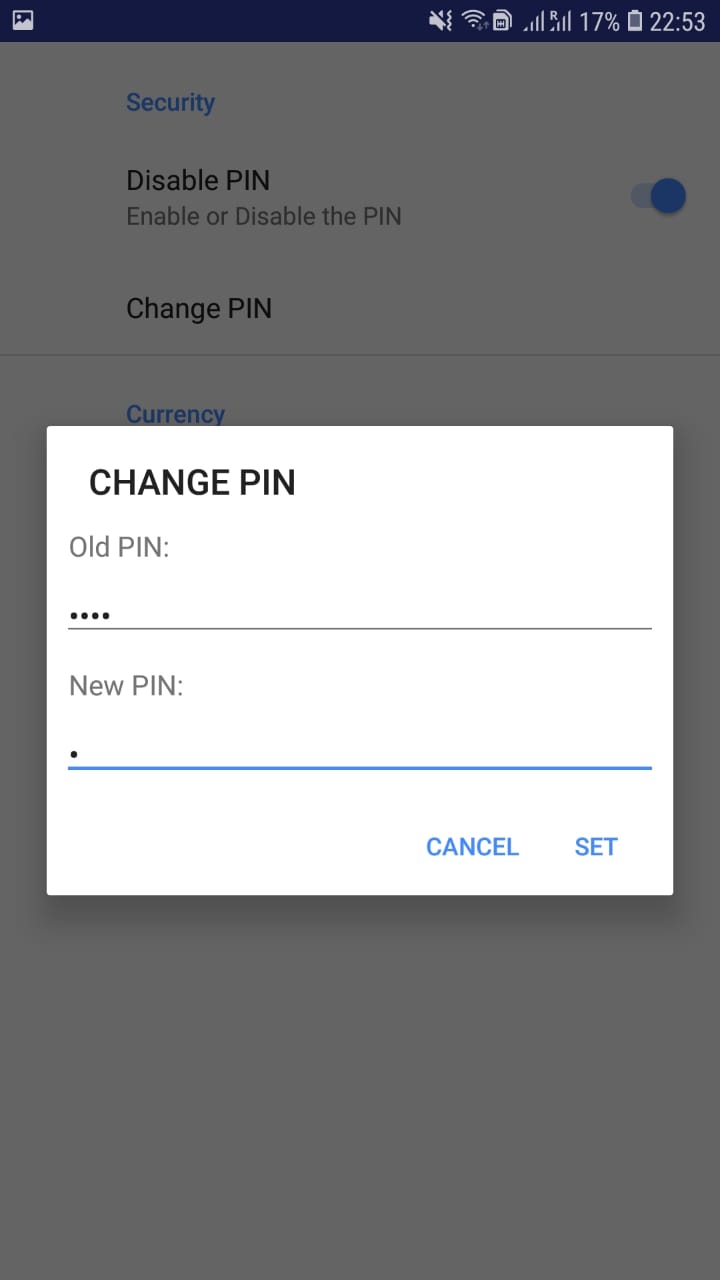 17% 22:53
Security
Disable PIN
Enable or Disable the PIN
Change PIN
Currency
CHANGE PIN
Old PIN:
••••
New PIN:
•
CANCEL SET